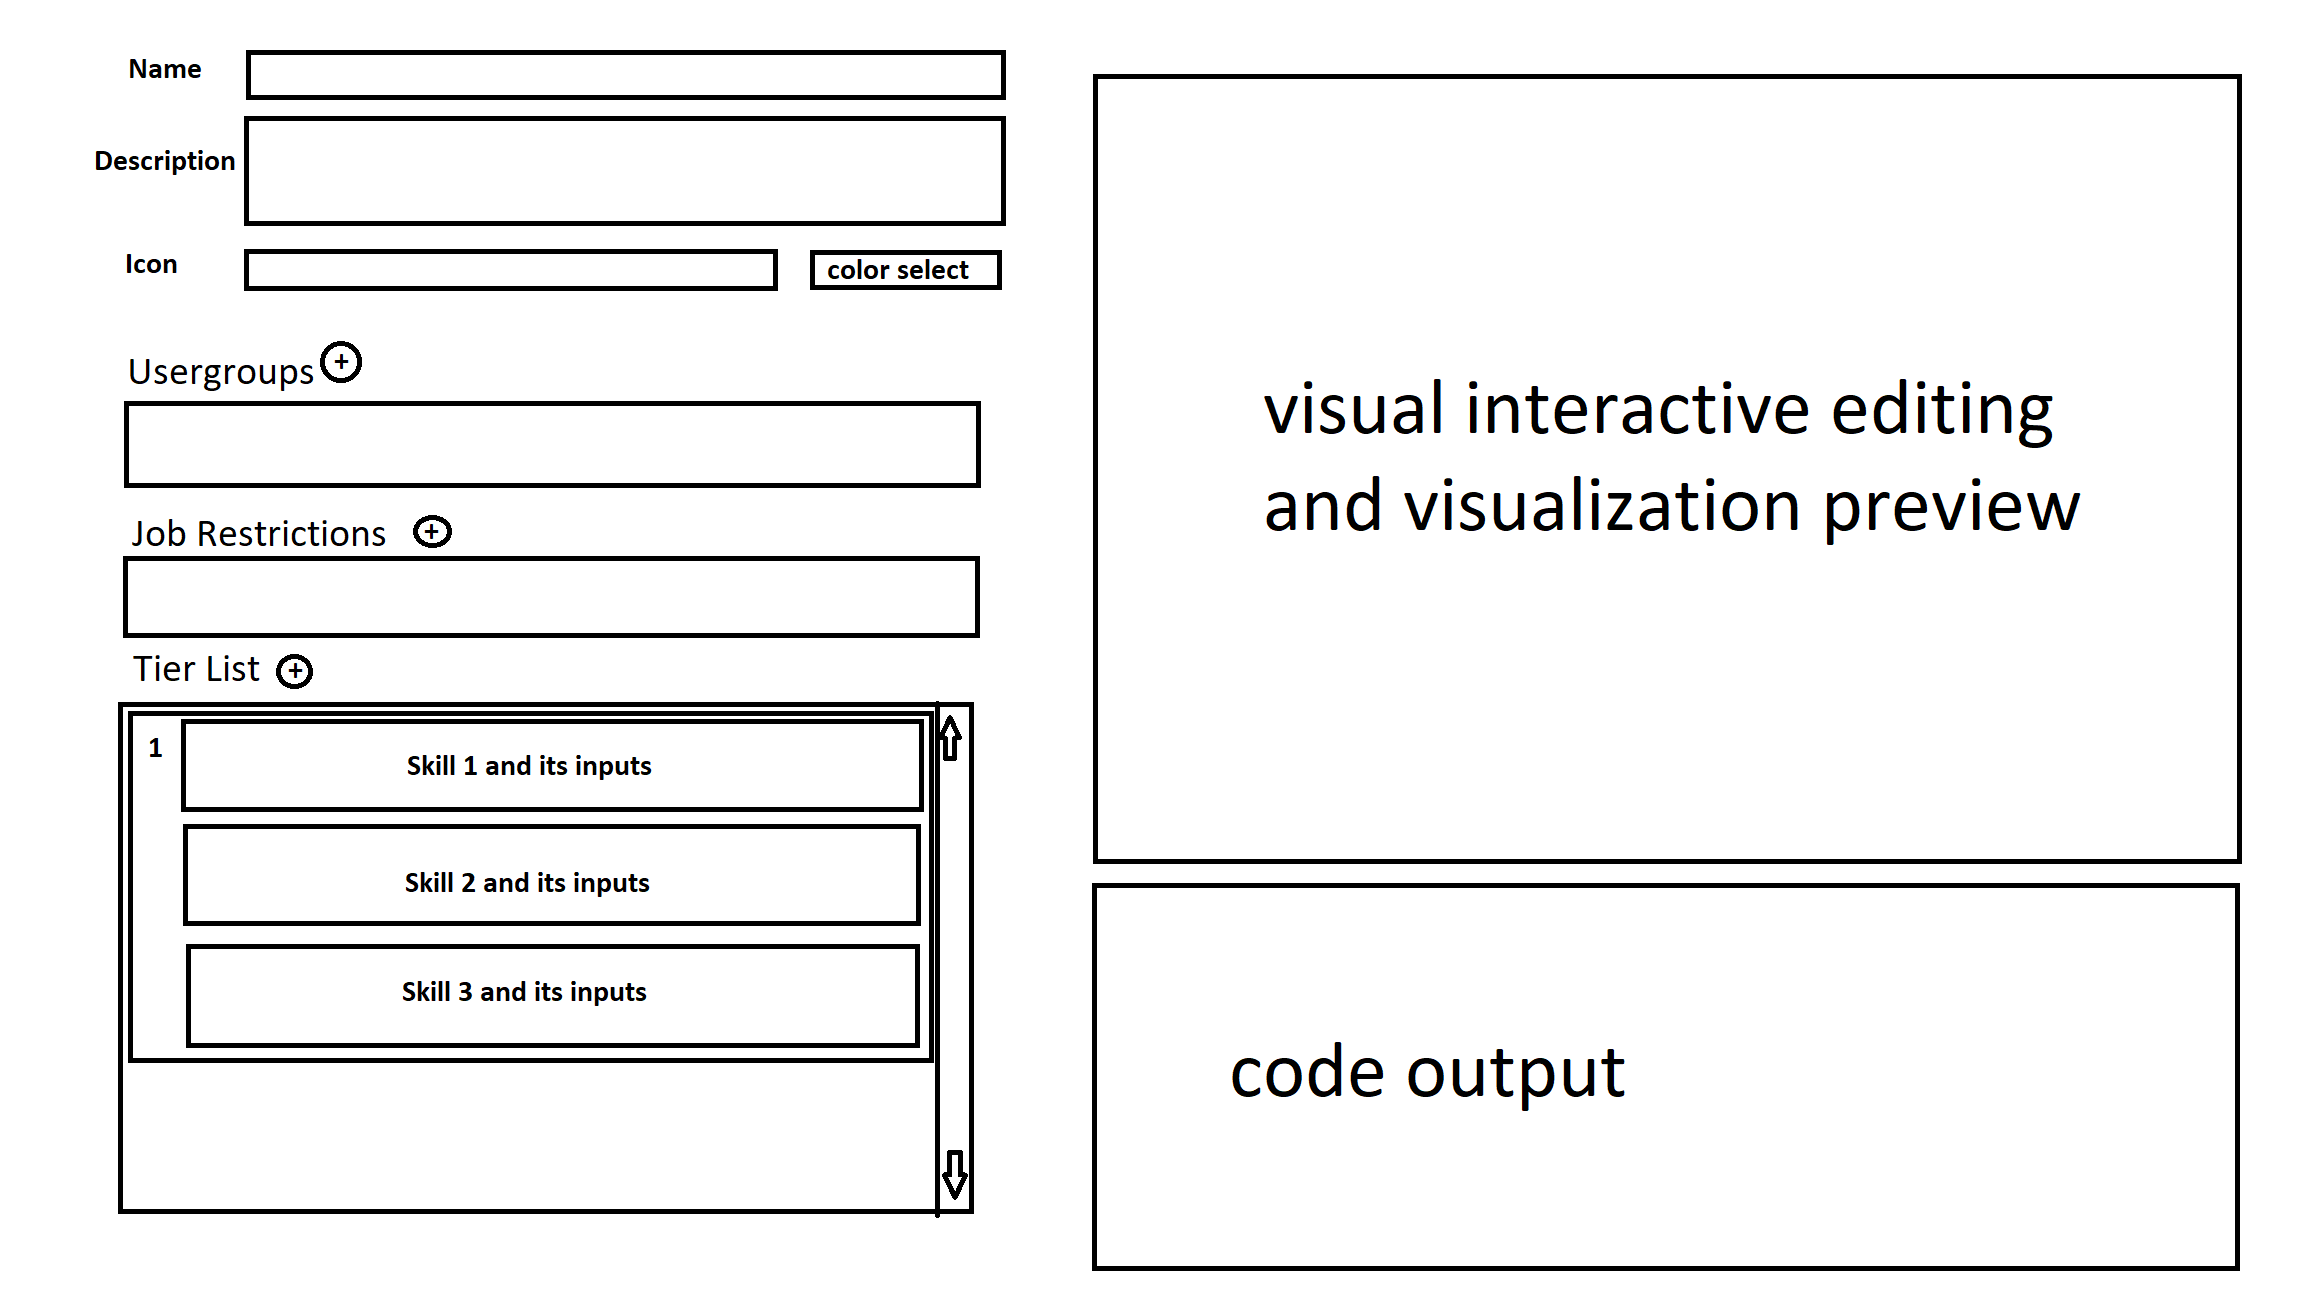 Name
Description
Icon
color select
Usergroups +
Job Restrictions +
Tier List +
1
Skill 1 and its inputs
Skill 2 and its inputs
Skill 3 and its inputs
visual interactive editing
and visualization preview
code output